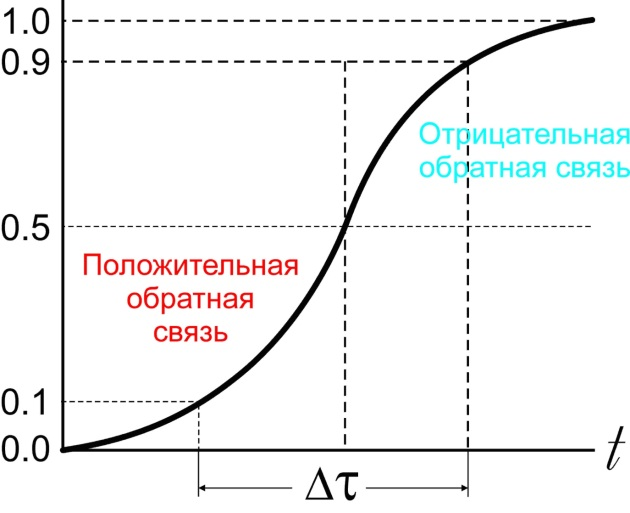 1.0
0.9
Отрицательная
обратная связь
0.5
Положительная
обратная
связь
0.1
0.0
t
Δτ